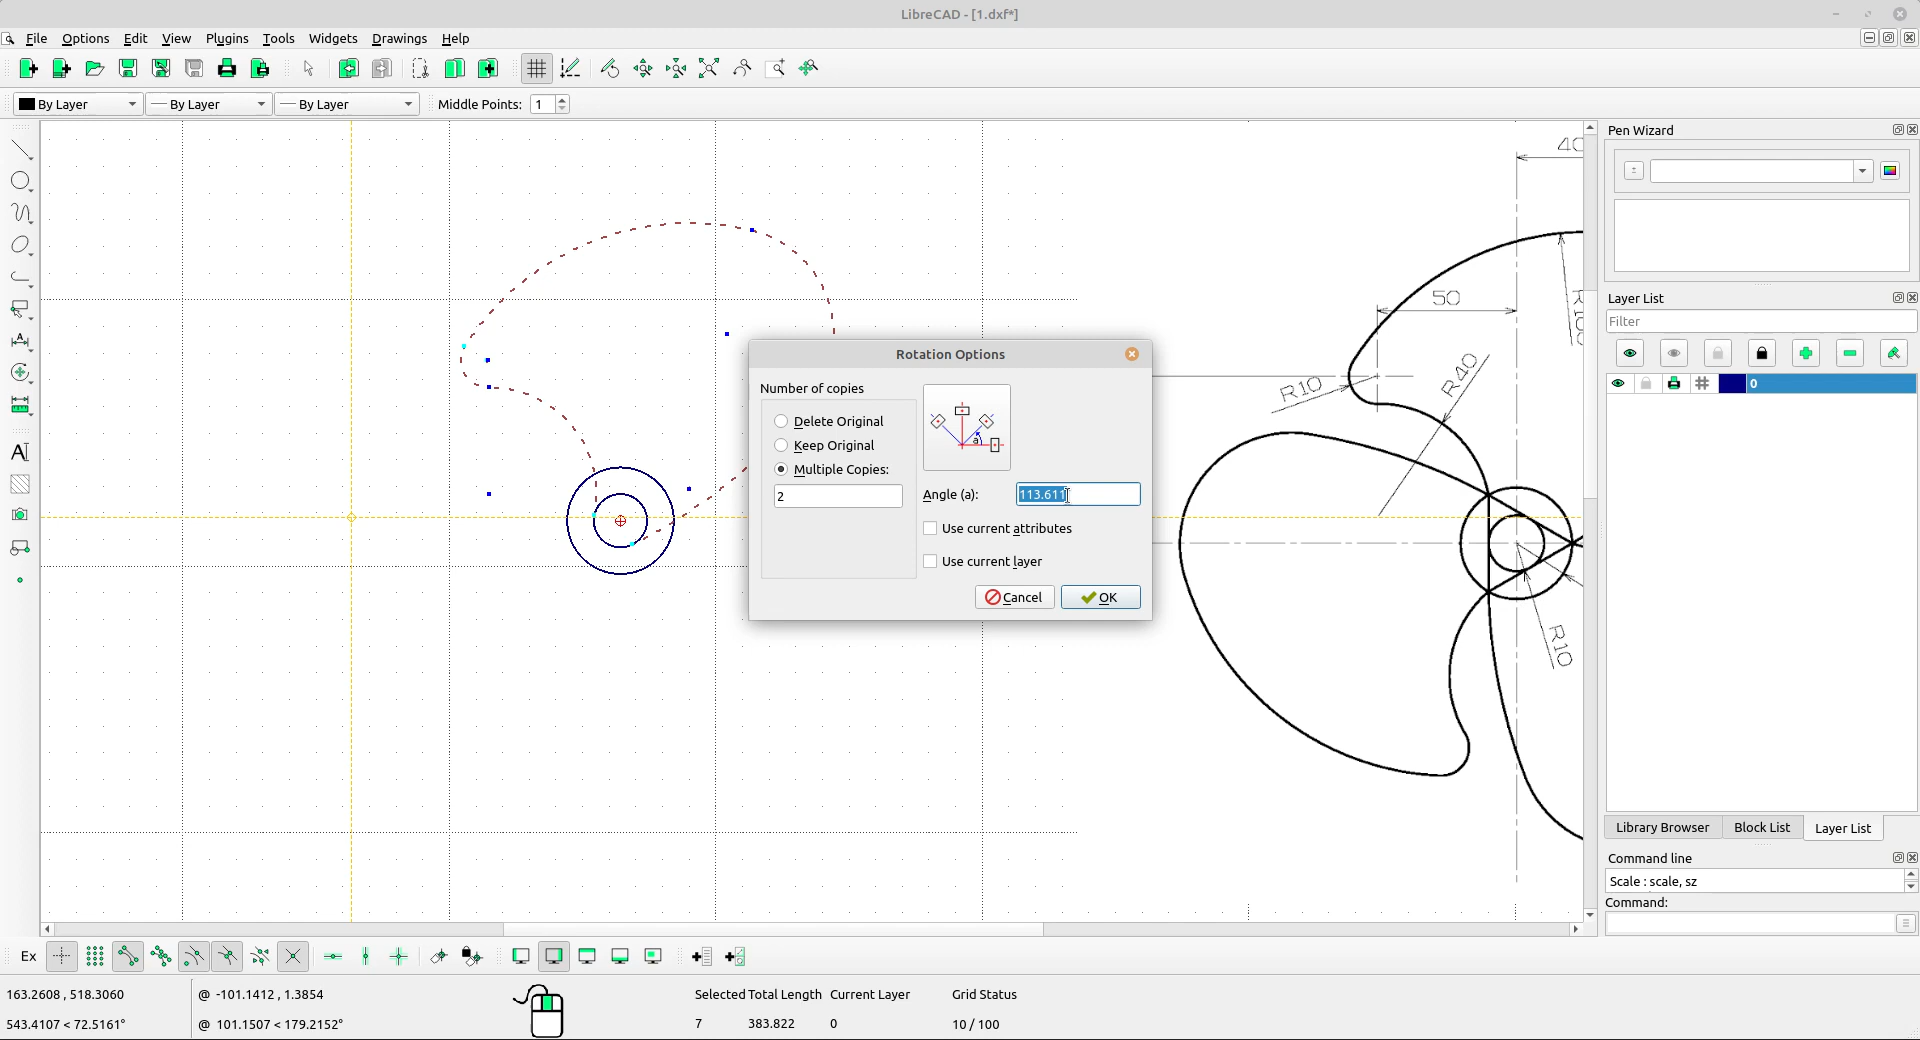 LibreCAD - [1.dxf*]
File Options Edit View Plugins Tools Widgets Drawings Help
By Layer By Layer By Layer Middle Points: 1
Pen Wizard
Layer List
Filter
0
Library Browser Block List Layer List
Command line
Scale : scale, sz
Command:
40
50
R10
R40
R10
Rotation Options
Number of copies
Delete Original
Keep Original
Multiple Copies:
2
a
Angle (a): 113.611
Use current attributes
Use current layer
Cancel OK
Ex
163.2608 , 518.3060 @ -101.1412 , 1.3854 Selected Total Length Current Layer Grid Status
543.4107 < 72.5161° @ 101.1507 < 179.2152° 7 383.822 0 10 / 100